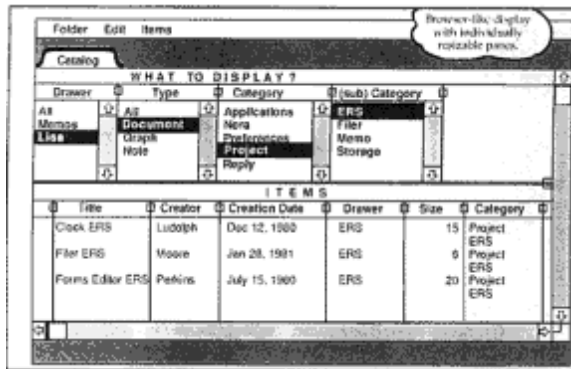 Folder Edit Items
Browser-like display
with individually
resizable panes.
Catalog
WHAT TO DISPLAY?
Drawer Type Category (sub) Category
All All Applications ERS
Memos Document Nera Filer
Lisa Graph Preferences Memo
Note Project Storage
Reply
ITEMS
Title Creator Creation Date Drawer Size Category
Clock ERS Ludolph Dec 12, 1980 ERS 15 Project
ERS
Filer ERS Moore Jan 28, 1981 ERS 6 Project
ERS
Forms Editor ERS Perkins July 15, 1980 ERS 20 Project
ERS